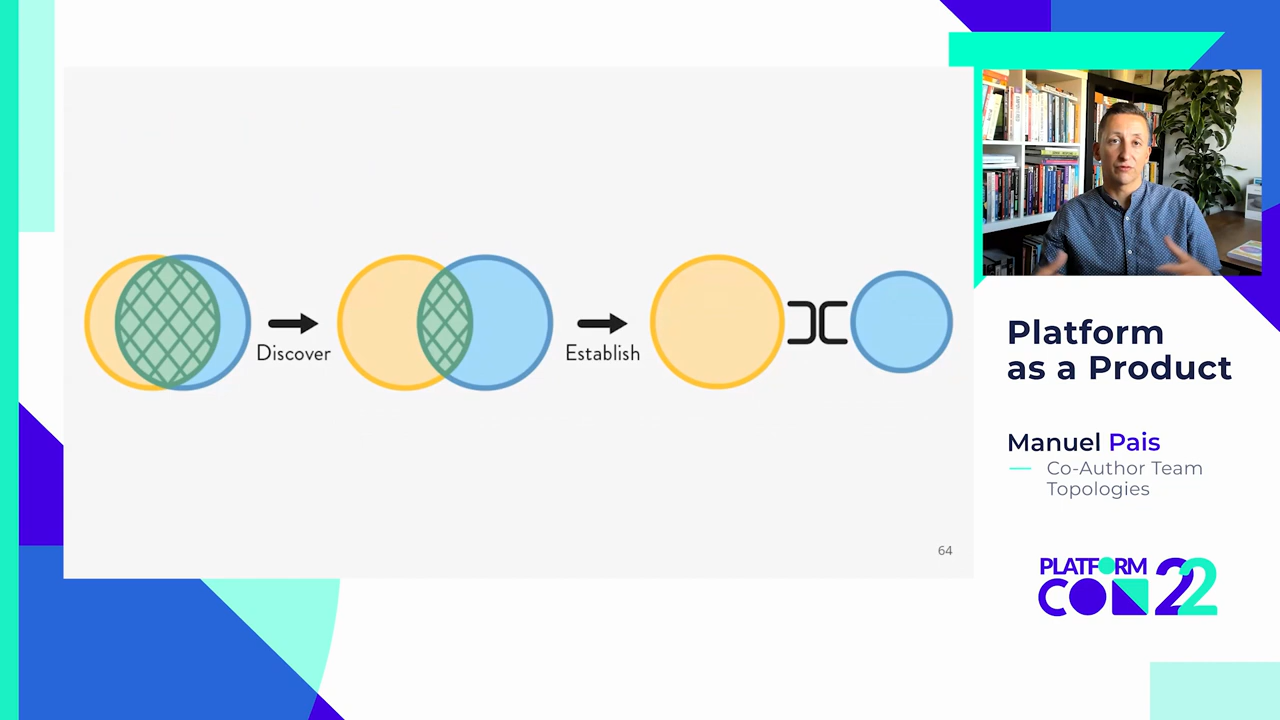 Discover
Establish
64
Platform
as a Product
Manuel Pais
Co-Author Team
Topologies
PLATFORM
CON 22